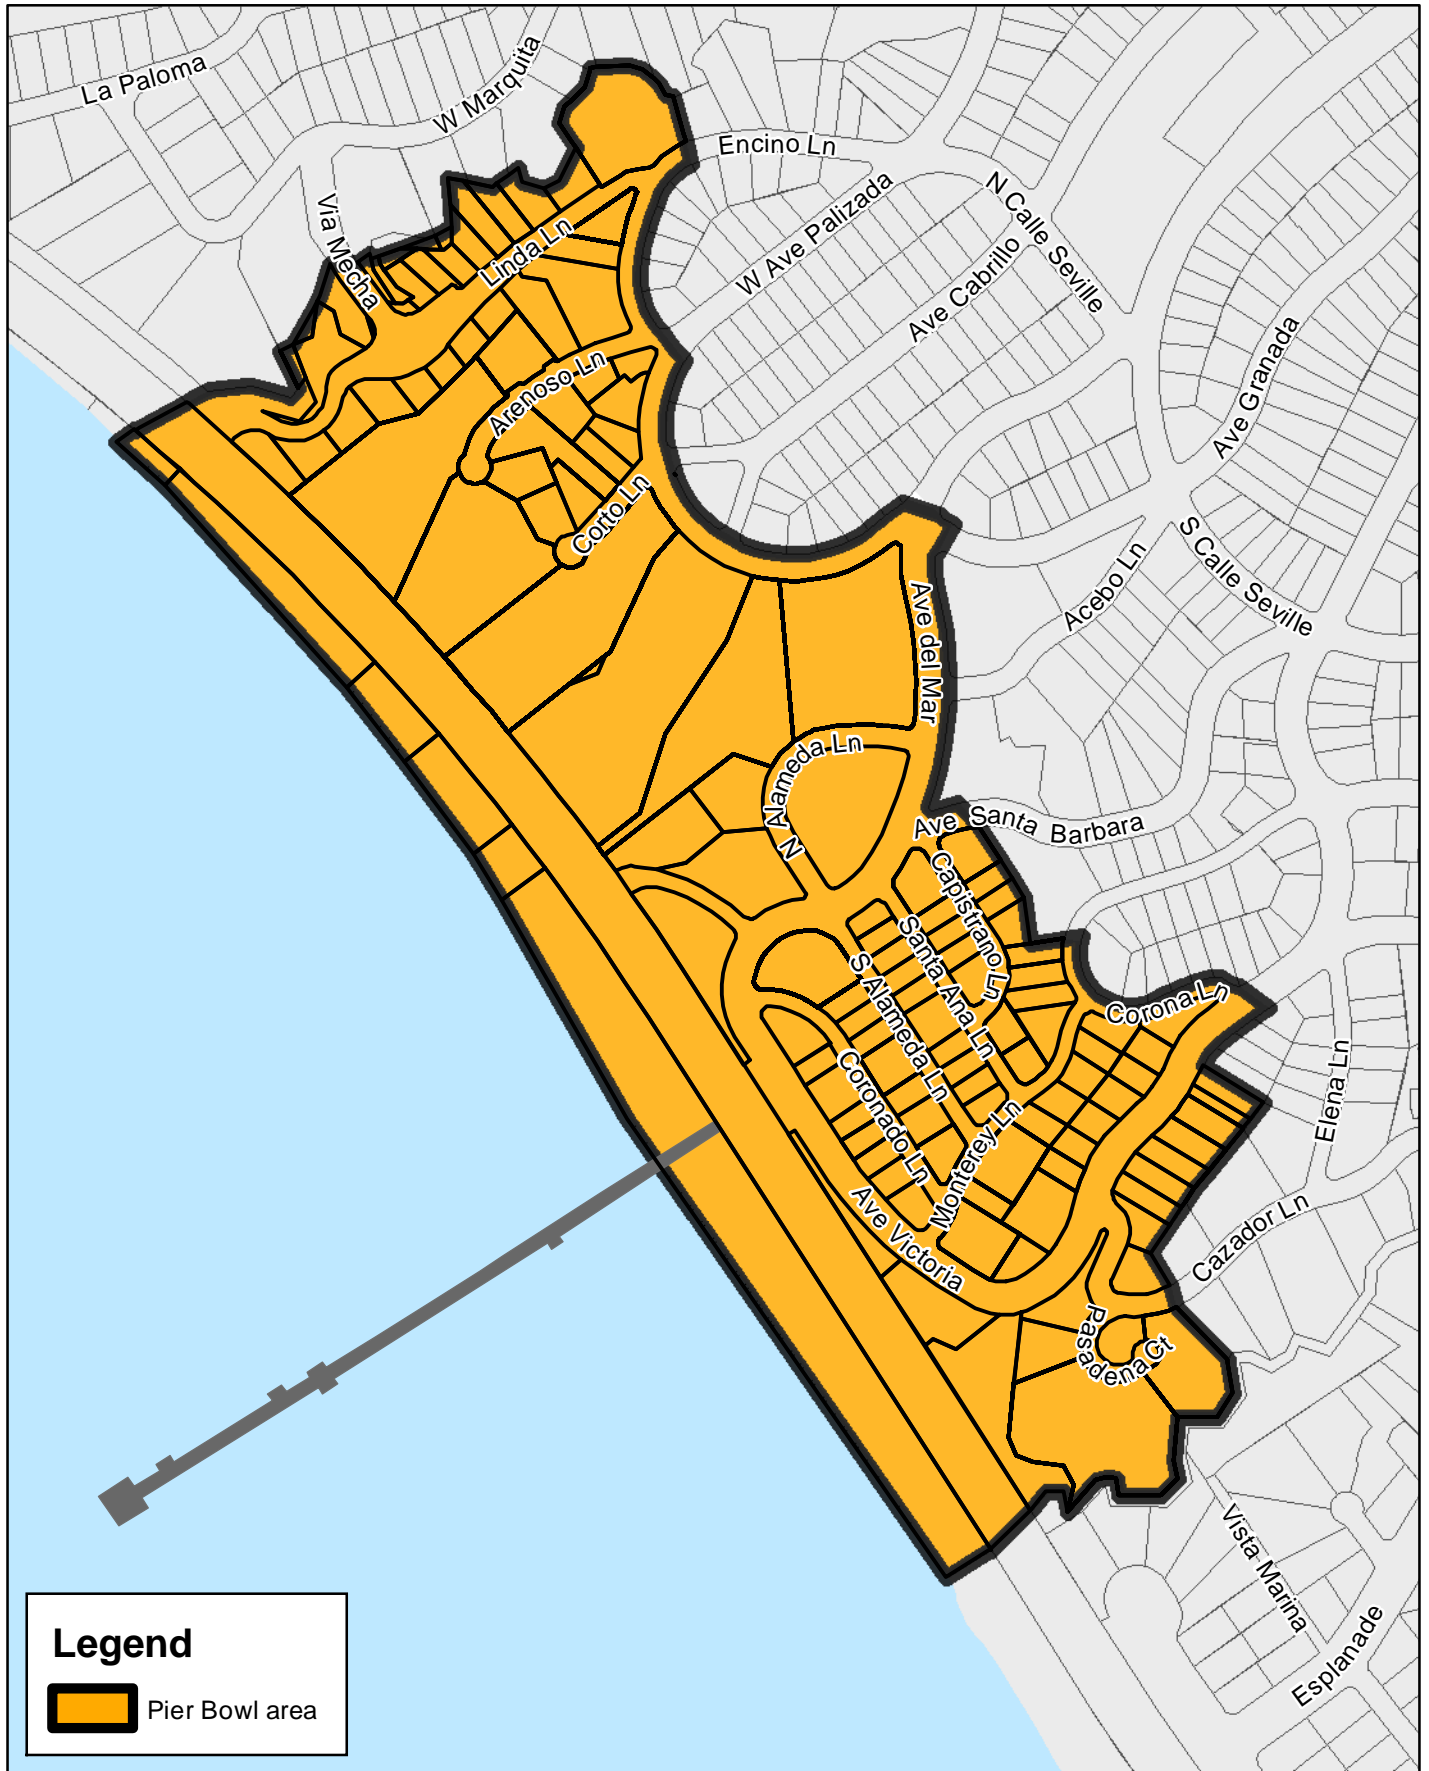 La Paloma
W Marquita
Encino Ln
Via Mecha
Linda Ln
W Ave Palizada
N Calle Seville
Ave Cabrillo
Ave Granada
Arenoso Ln
Corto Ln
S Calle Seville
Acebo Ln
Ave del Mar
N Alameda Ln
Ave Santa Barbara
Capistrano Ln
Santa Ana Ln
S Alameda Ln
Corona Ln
Coronado Ln
Monterey Ln
Elena Ln
Ave Victoria
Cazador Ln
Pasadena Ct
Vista Marina
Esplanade
Legend
Pier Bowl area